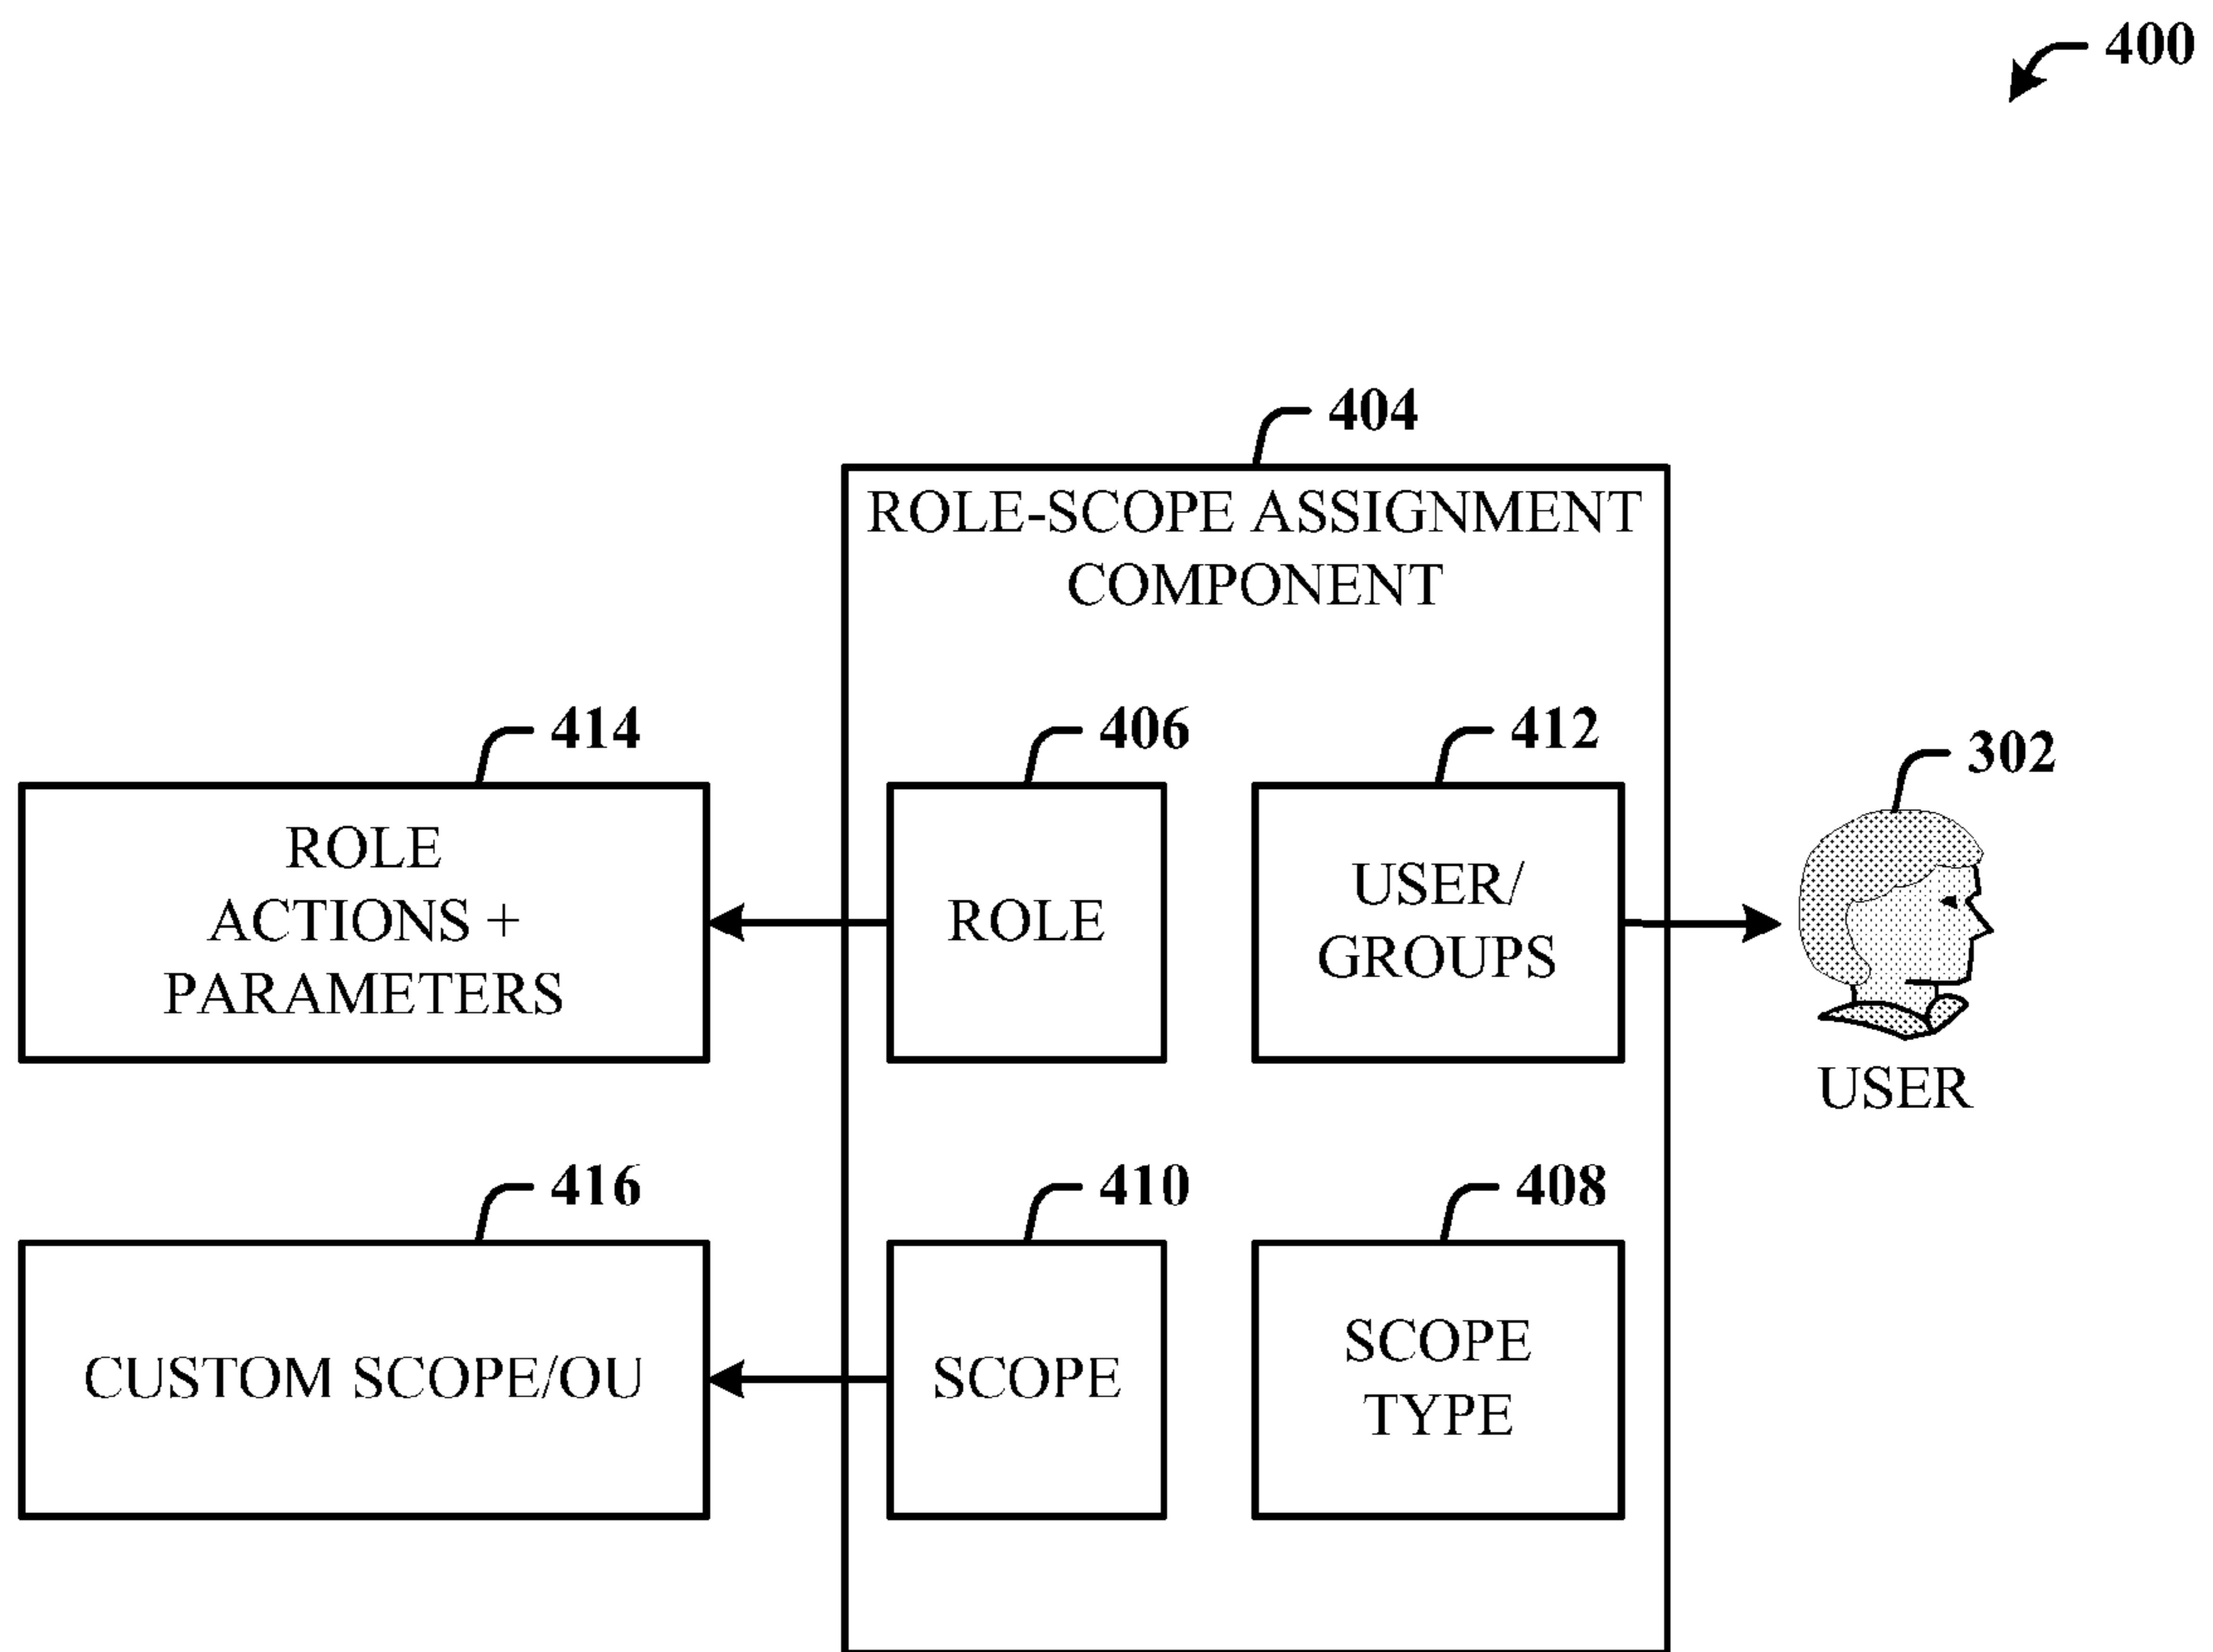 400
404
ROLE-SCOPE ASSIGNMENT
COMPONENT
414
406
412
302
ROLE
ACTIONS +
PARAMETERS
ROLE
USER/
GROUPS
USER
416
410
408
CUSTOM SCOPE/OU
SCOPE
SCOPE
TYPE